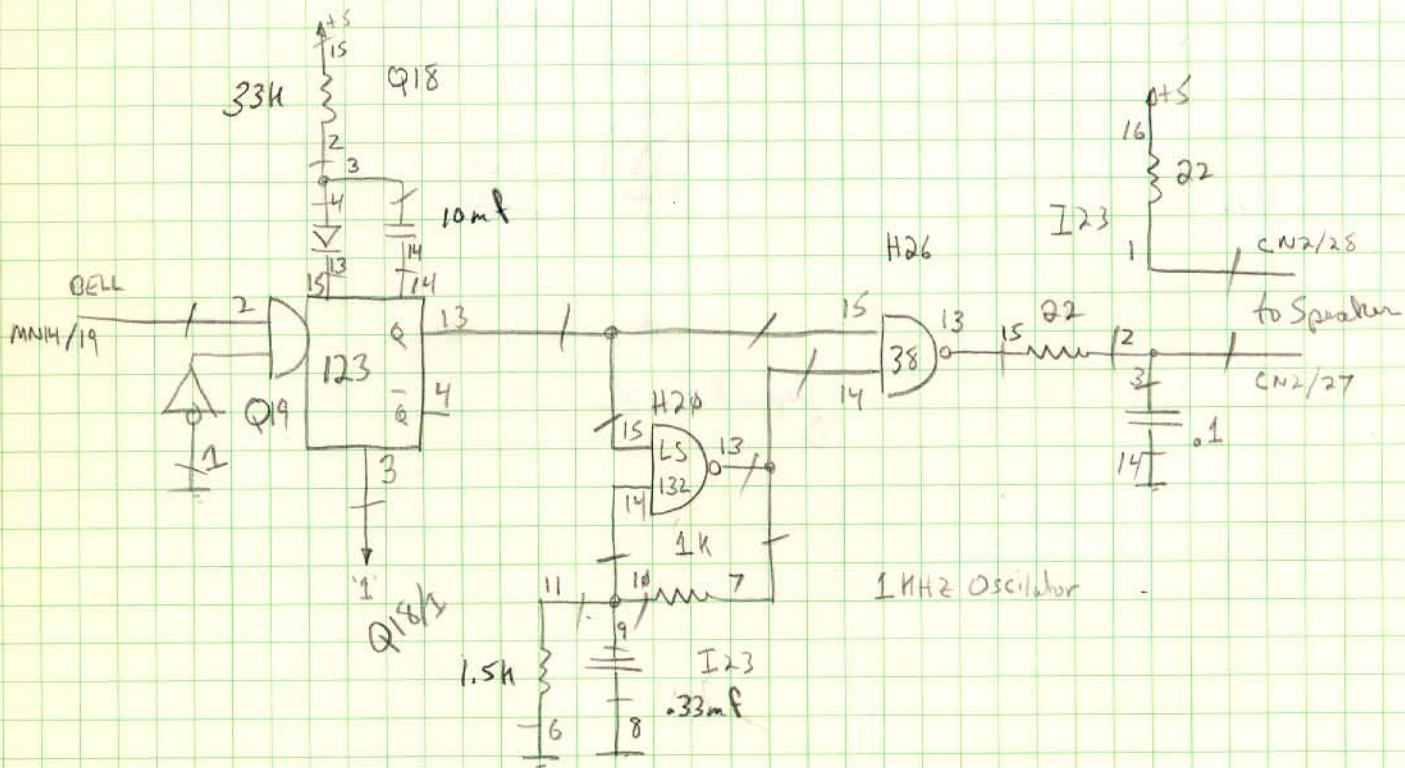 +5
15
33K
Q18
2
3
4
10mf
13
14
15
14
BELL
MN14/19
2
123
Q
13
Q̅
4
Q19
1
3
'1'
Q18/1
H20
15
LS
132
13
14
1K
11
10
7
9
1.5K
I23
.33mf
6
8
1KHZ Oscilator
H26
15
38
13
14
15
22
2
+5
16
22
I23
1
CN2/28
to Speaker
CN2/27
3
.1
14